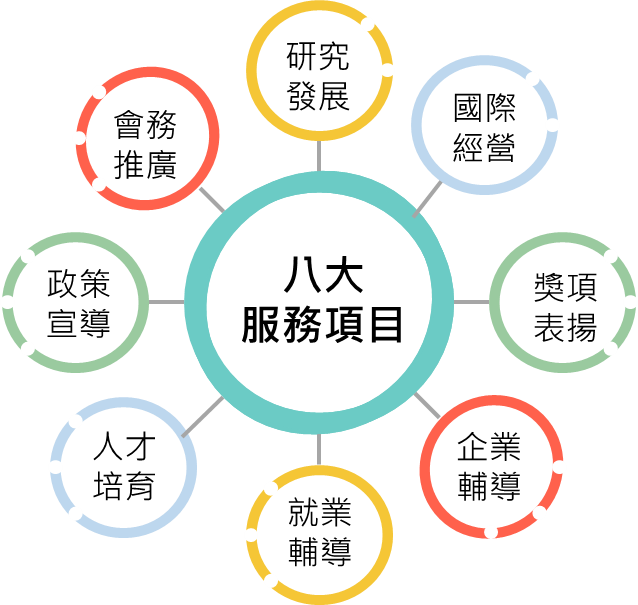 八大
服務項目
研究
發展
國際
經營
獎項
表揚
企業
輔導
就業
輔導
人才
培育
政策
宣導
會務
推廣